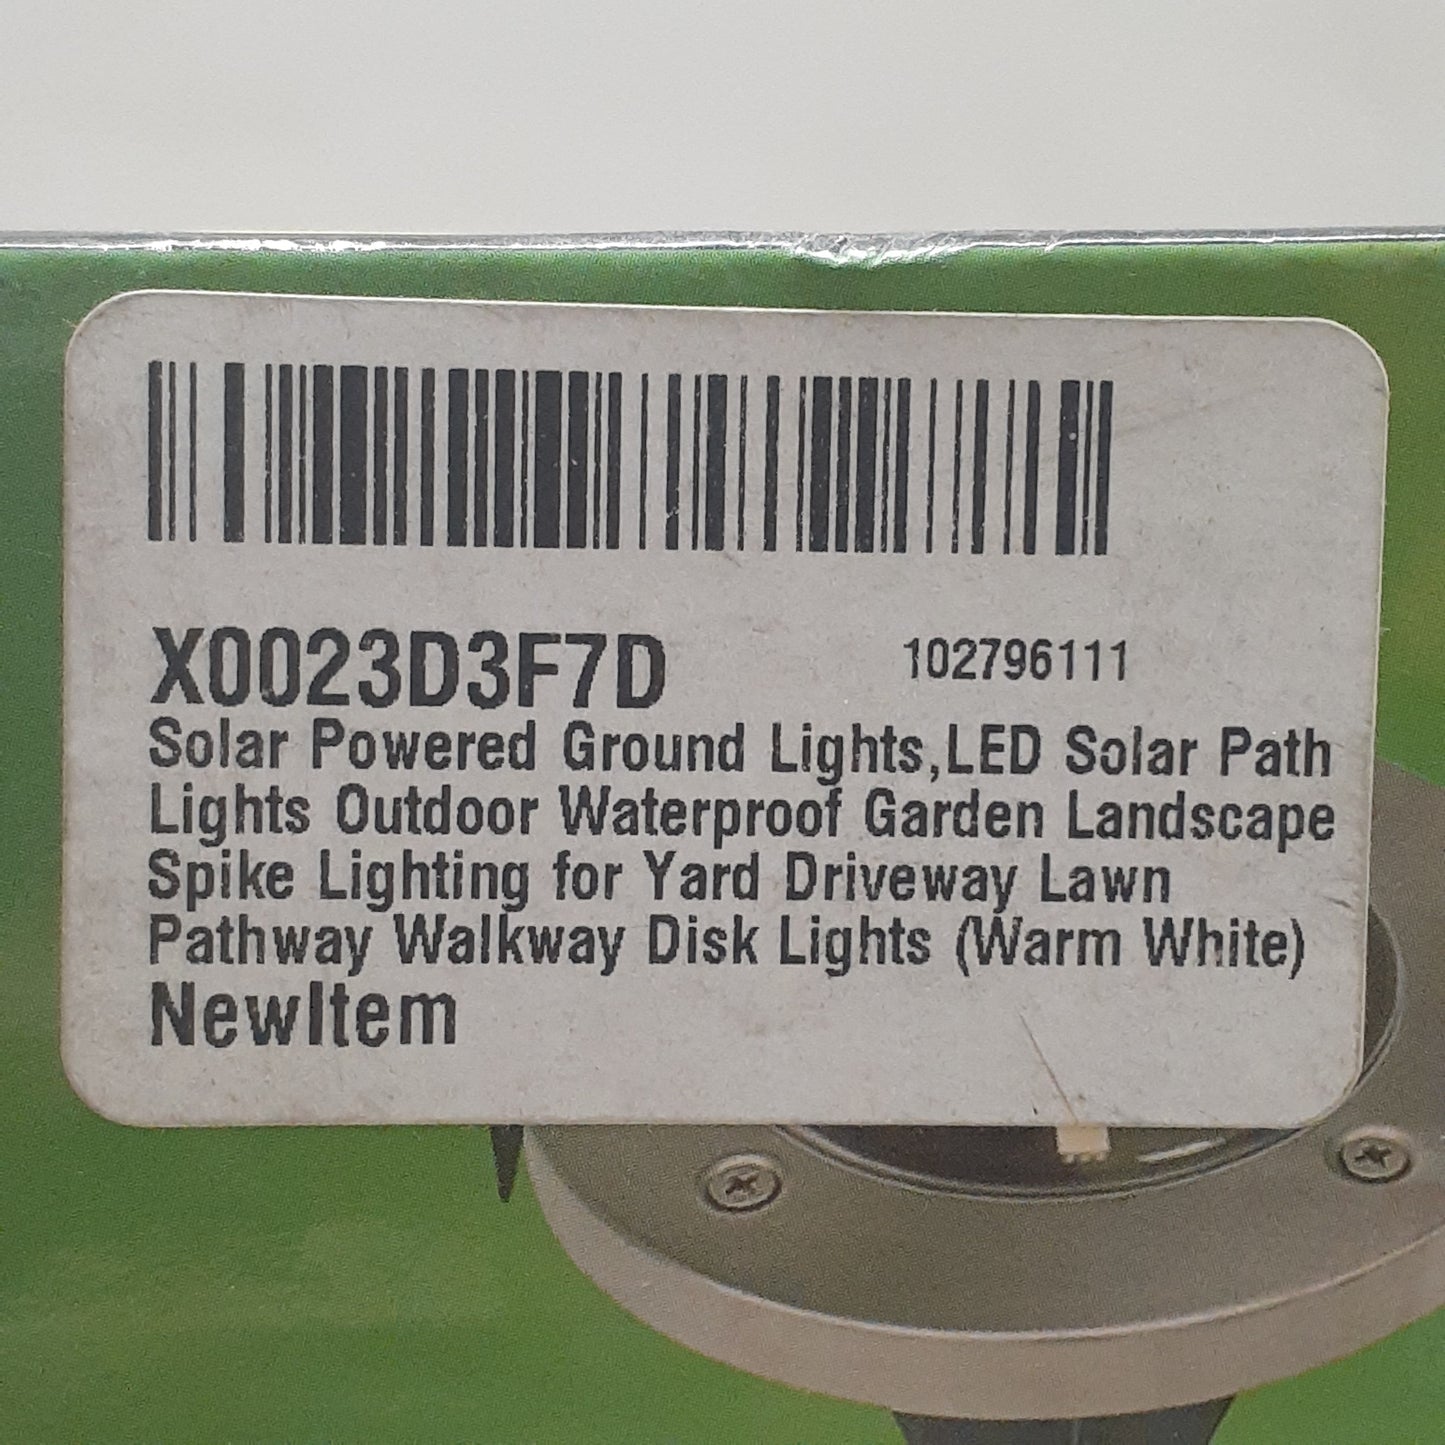 X0023D3F7D 102796111
Solar Powered Ground Lights,LED Solar Path
Lights Outdoor Waterproof Garden Landscape
Spike Lighting for Yard Driveway Lawn
Pathway Walkway Disk Lights (Warm White)
NewItem